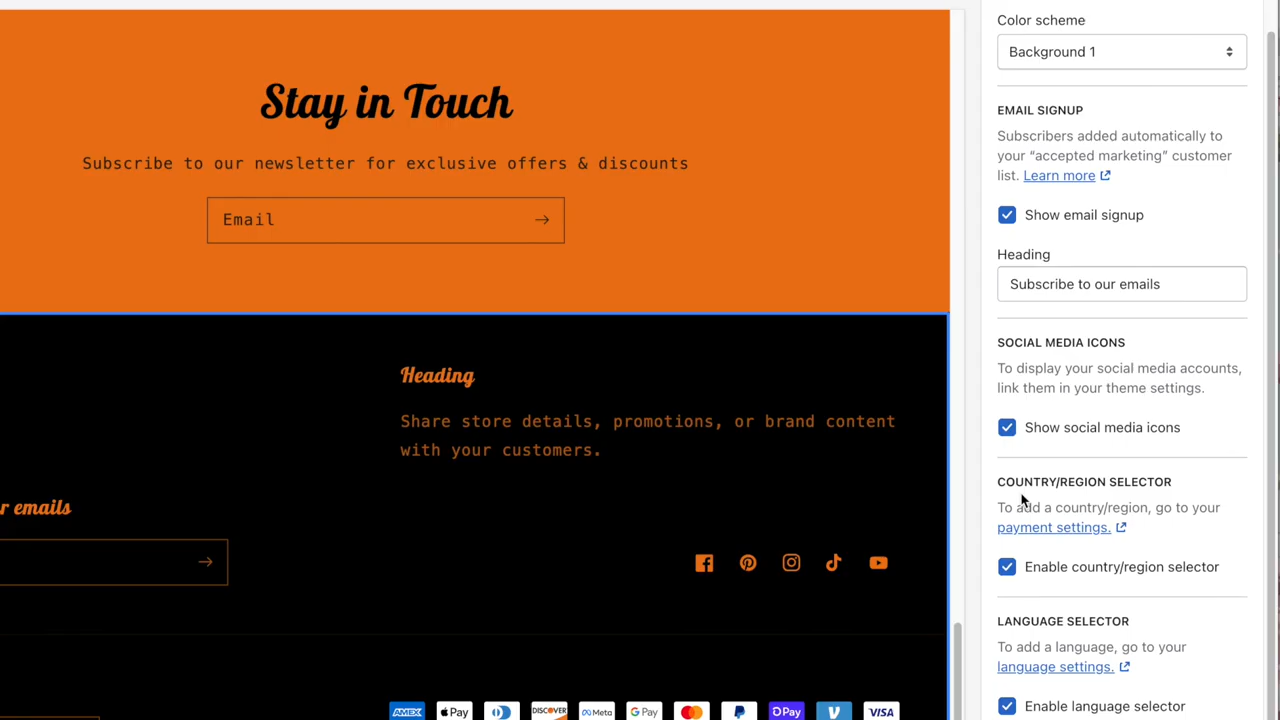 Stay in Touch
Subscribe to our newsletter for exclusive offers & discounts
Email
Heading
Share store details, promotions, or brand content
with your customers.
r emails
AMEX
Pay
DISCOVER
Meta
G Pay
Pay
V
VISA
Color scheme
Background 1
EMAIL SIGNUP
Subscribers added automatically to
your “accepted marketing” customer
list. Learn more
Show email signup
Heading
Subscribe to our emails
SOCIAL MEDIA ICONS
To display your social media accounts,
link them in your theme settings.
Show social media icons
COUNTRY/REGION SELECTOR
To add a country/region, go to your
payment settings.
Enable country/region selector
LANGUAGE SELECTOR
To add a language, go to your
language settings.
Enable language selector